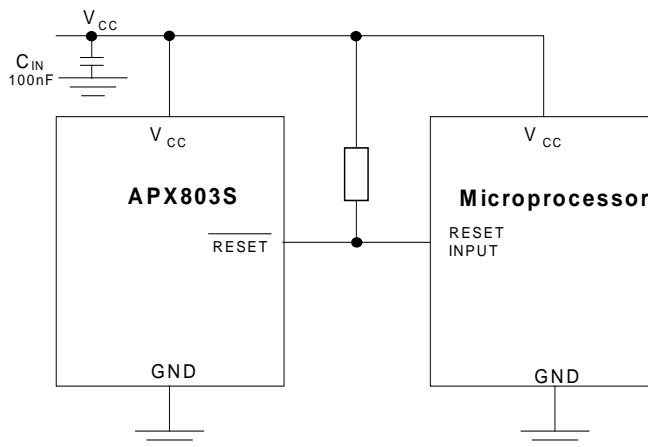 VCC
CIN
100nF
VCC
APX803S
RESET
GND
VCC
Microprocessor
RESET
INPUT
GND